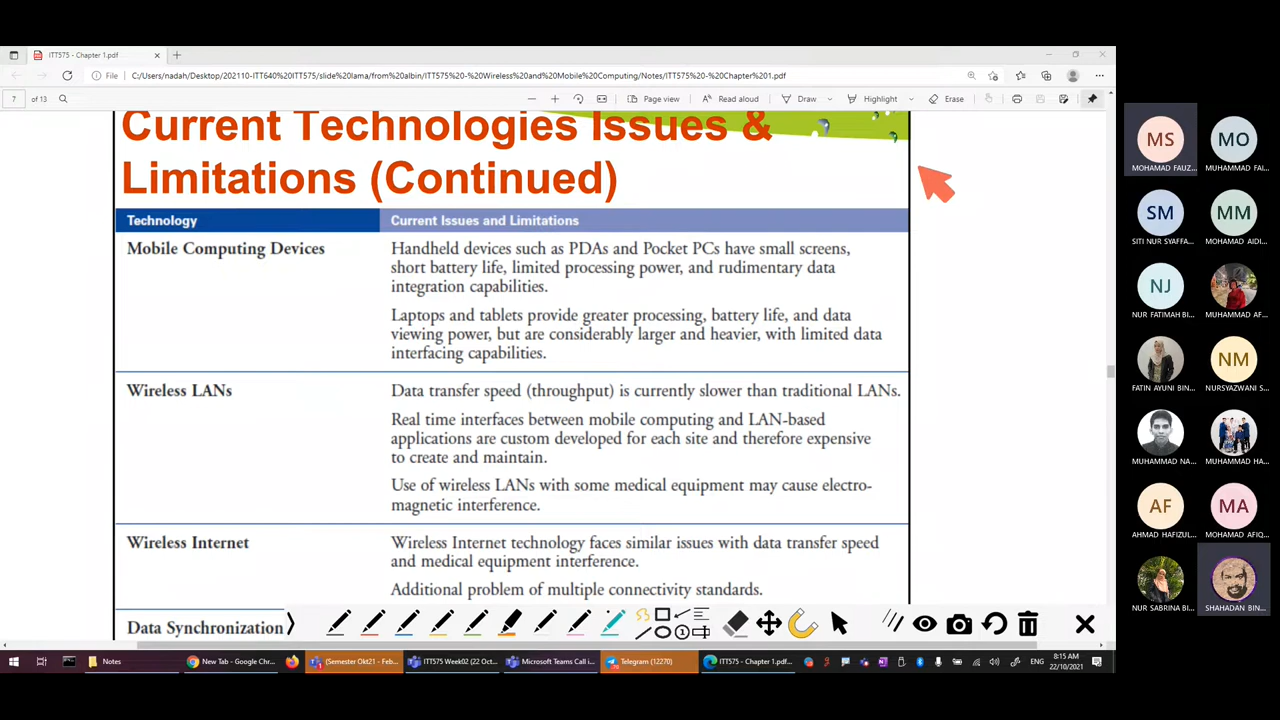 ITT575 - Chapter 1.pdf
File
C:/Users/nadah/Desktop/202110-ITT640%20ITT575/slide%20lama/from%20albin/ITT575%20-%20Wireless%20and%20Mobile%20Computing/Notes/ITT575%20-%20Chapter%201.pdf
7 of 13
Page view
Read aloud
Draw
Highlight
Erase
Current Technologies Issues &
Limitations (Continued)
Technology
Current Issues and Limitations
Mobile Computing Devices
Handheld devices such as PDAs and Pocket PCs have small screens,
short battery life, limited processing power, and rudimentary data
integration capabilities.
Laptops and tablets provide greater processing, battery life, and data
viewing power, but are considerably larger and heavier, with limited data
interfacing capabilities.
Wireless LANs
Data transfer speed (throughput) is currently slower than traditional LANs.
Real time interfaces between mobile computing and LAN-based
applications are custom developed for each site and therefore expensive
to create and maintain.
Use of wireless LANs with some medical equipment may cause electro-
magnetic interference.
Wireless Internet
Wireless Internet technology faces similar issues with data transfer speed
and medical equipment interference.
Additional problem of multiple connectivity standards.
Data Synchronization
Notes
New Tab - Google Chr...
(Semester Okt21 - Feb...
ITT575 Week02 (22 Oct...
Microsoft Teams Call i...
Telegram (12270)
ITT575 - Chapter 1.pd...
ENG
8:15 AM
22/10/2021
MS
MOHAMAD FAUZ...
MO
MUHAMMAD FAI...
SM
SITI NUR SYAFFA...
MM
MOHAMAD AIDI...
NJ
NUR FATIMAH BI...
MUHAMMAD AF...
FATIN AYUNI BIN...
NM
NURSYAZWANI S...
MUHAMMAD NA...
MUHAMMAD HA...
AF
AHMAD HAFIZUL...
MA
MOHAMAD AFIQ...
NUR SABRINA BI...
SHAHADAN BIN...